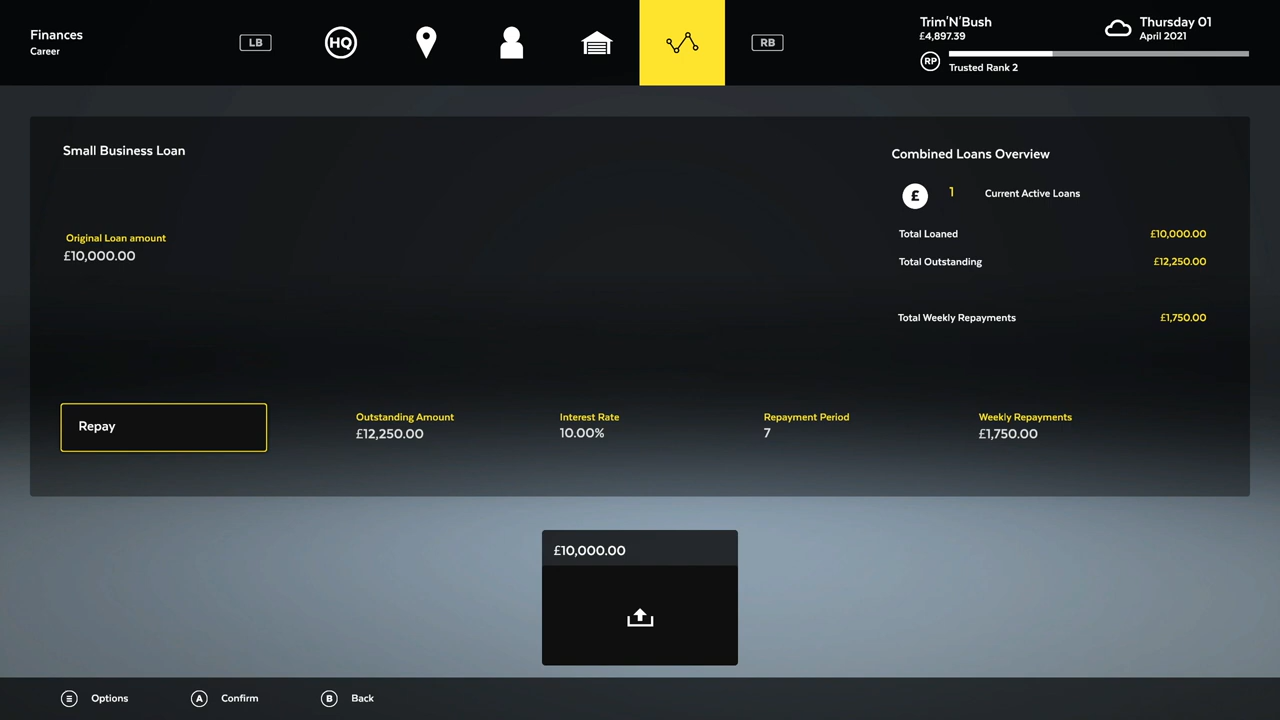 Finances
Career
LB
HQ
RB
Trim'N'Bush
£4,897.39
RP
Trusted Rank 2
Thursday 01
April 2021
Small Business Loan
Original Loan amount
£10,000.00
Combined Loans Overview
£ 1 Current Active Loans
Total Loaned £10,000.00
Total Outstanding £12,250.00
Total Weekly Repayments £1,750.00
Repay
Outstanding Amount
£12,250.00
Interest Rate
10.00%
Repayment Period
7
Weekly Repayments
£1,750.00
£10,000.00
Options
A Confirm
B Back